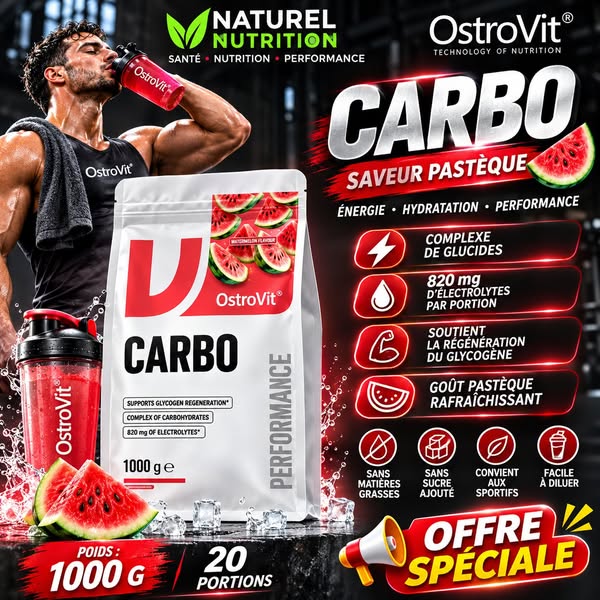 NATUREL
NUTRITION
SANTÉ • NUTRITION • PERFORMANCE
OstroVit®
TECHNOLOGY OF NUTRITION
CARBO
SAVEUR PASTÈQUE
ÉNERGIE • HYDRATATION • PERFORMANCE
COMPLEXE
DE GLUCIDES
820 mg
D'ÉLECTROLYTES
PAR PORTION
SOUTIENT
LA RÉGÉNÉRATION
DU GLYCOGÈNE
GOÛT PASTÈQUE
RAFRAÎCHISSANT
SANS
MATIÈRES
GRASSES
SANS
SUCRE
AJOUTÉ
CONVIENT
AUX
SPORTIFS
FACILE
À DILUER
OstroVit®
OstroVit®
WATERMELON FLAVOUR
OstroVit®
CARBO
PERFORMANCE
SUPPORTS GLYCOGEN REGENERATION*
COMPLEX OF CARBOHYDRATES
820 mg OF ELECTROLYTES*
1000 g e
OstroVit®
POIDS :
1000 G
20
PORTIONS
OFFRE
SPÉCIALE